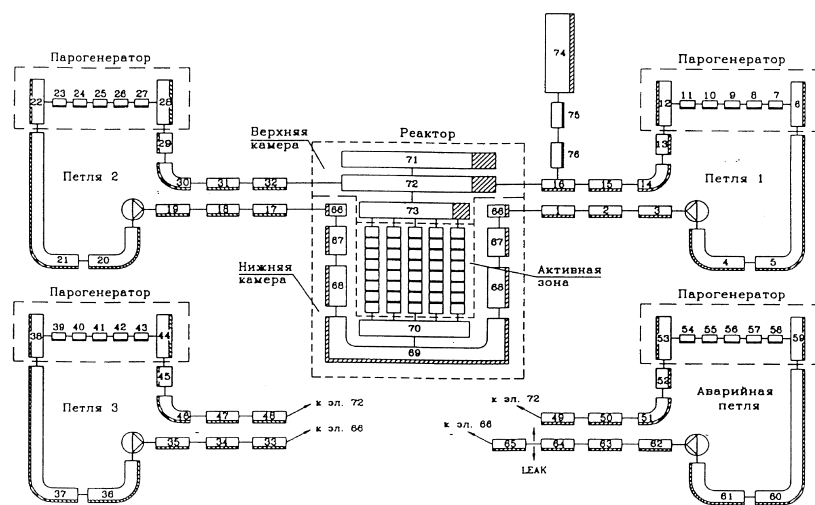 Парогенератор
22 23 24 25 26 27 28
29
Петля 2
30 31 32
19 18 17
21 20
Реактор
Верхняя
камера
71
72
73
66 66
67 67
68 68
Нижняя
камера
Активная
зона
70
69
74
75
76
Парогенератор
12 11 10 9 8 7 6
13
Петля 1
16 15 14
1 2 3
4 5
Парогенератор
38 39 40 41 42 43 44
45
Петля 3
46 47 48
к эл. 72
к эл. 66
35 34 33
37 36
Парогенератор
53 54 55 56 57 58 59
52
Аварийная
петля
к эл. 72
49 50 51
к эл. 66
65 64 63 62
LEAK
61 60